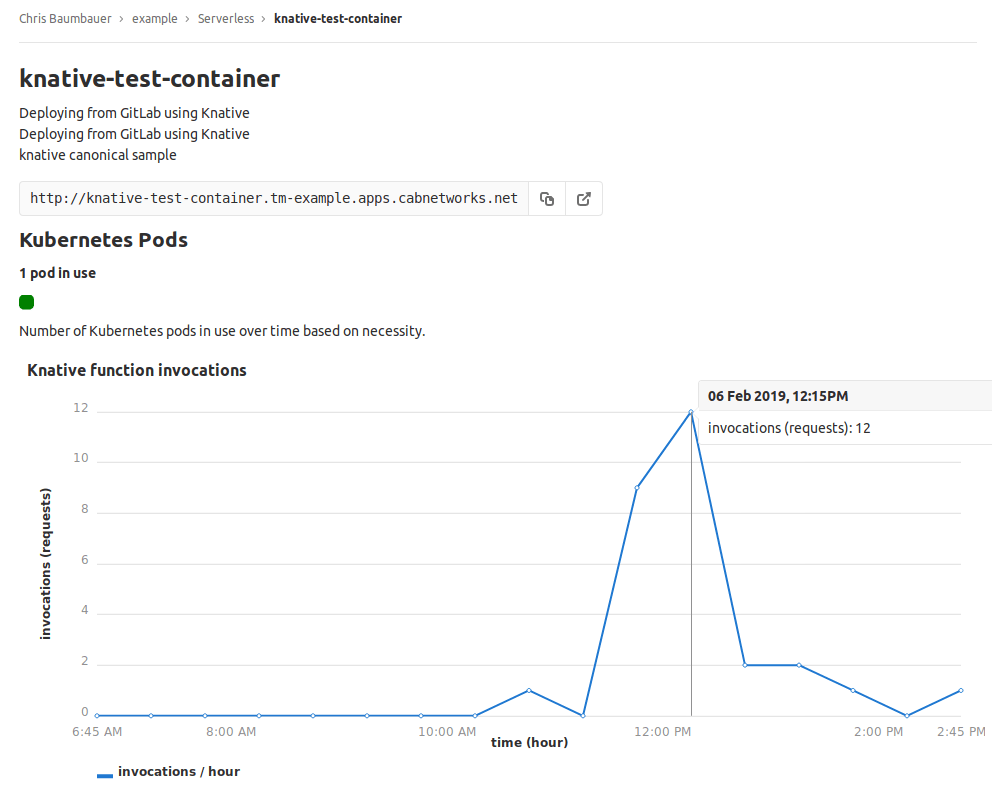 Chris Baumbauer › example › Serverless › knative-test-container
knative-test-container
Deploying from GitLab using Knative
Deploying from GitLab using Knative
knative canonical sample
http://knative-test-container.tm-example.apps.cabnetworks.net
Kubernetes Pods
1 pod in use
Number of Kubernetes pods in use over time based on necessity.
Knative function invocations
06 Feb 2019, 12:15PM
invocations (requests): 12
12
10
8
6
4
2
0
invocations (requests)
6:45 AM 8:00 AM 10:00 AM 12:00 PM 2:00 PM 2:45 PM
time (hour)
invocations / hour